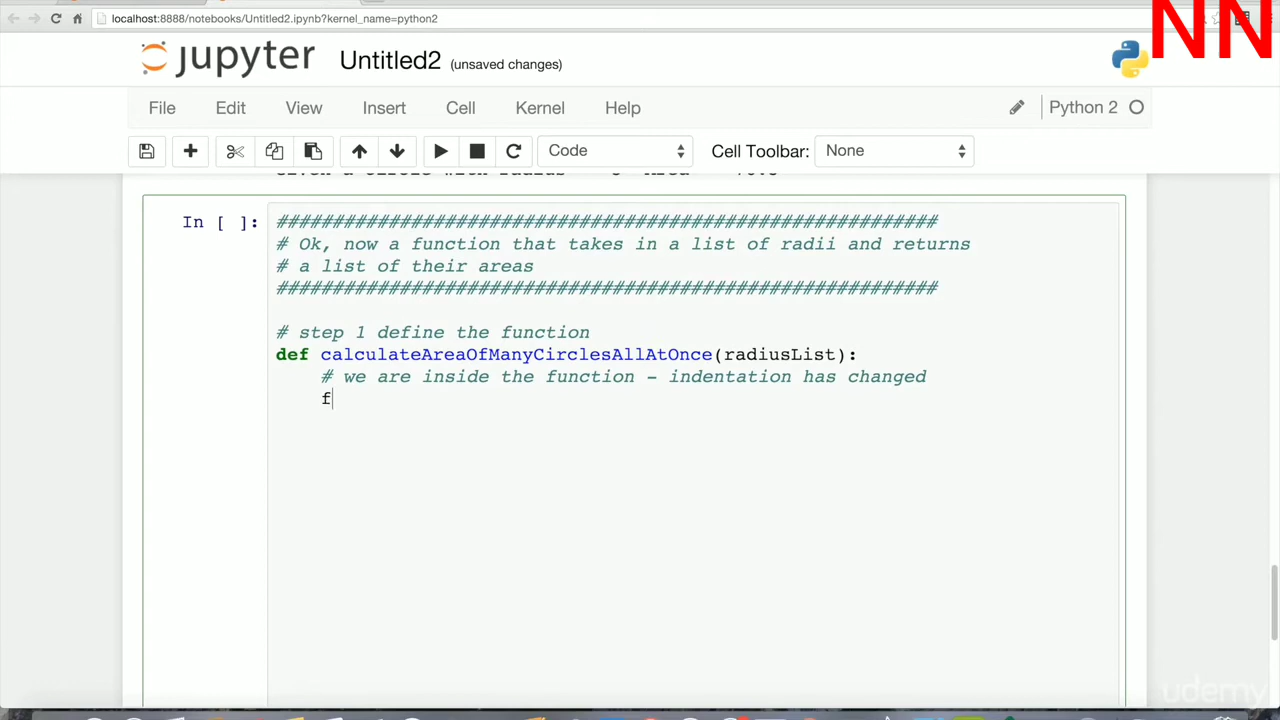 localhost:8888/notebooks/Untitled2.ipynb?kernel_name=python2
NN
jupyter Untitled2 (unsaved changes)
File Edit View Insert Cell Kernel Help Python 2
Code Cell Toolbar: None
In [ ]:
###########################################################
# Ok, now a function that takes in a list of radii and returns
# a list of their areas
###########################################################
# step 1 define the function
def calculateAreaOfManyCirclesAllAtOnce(radiusList):
# we are inside the function - indentation has changed
f
udemy